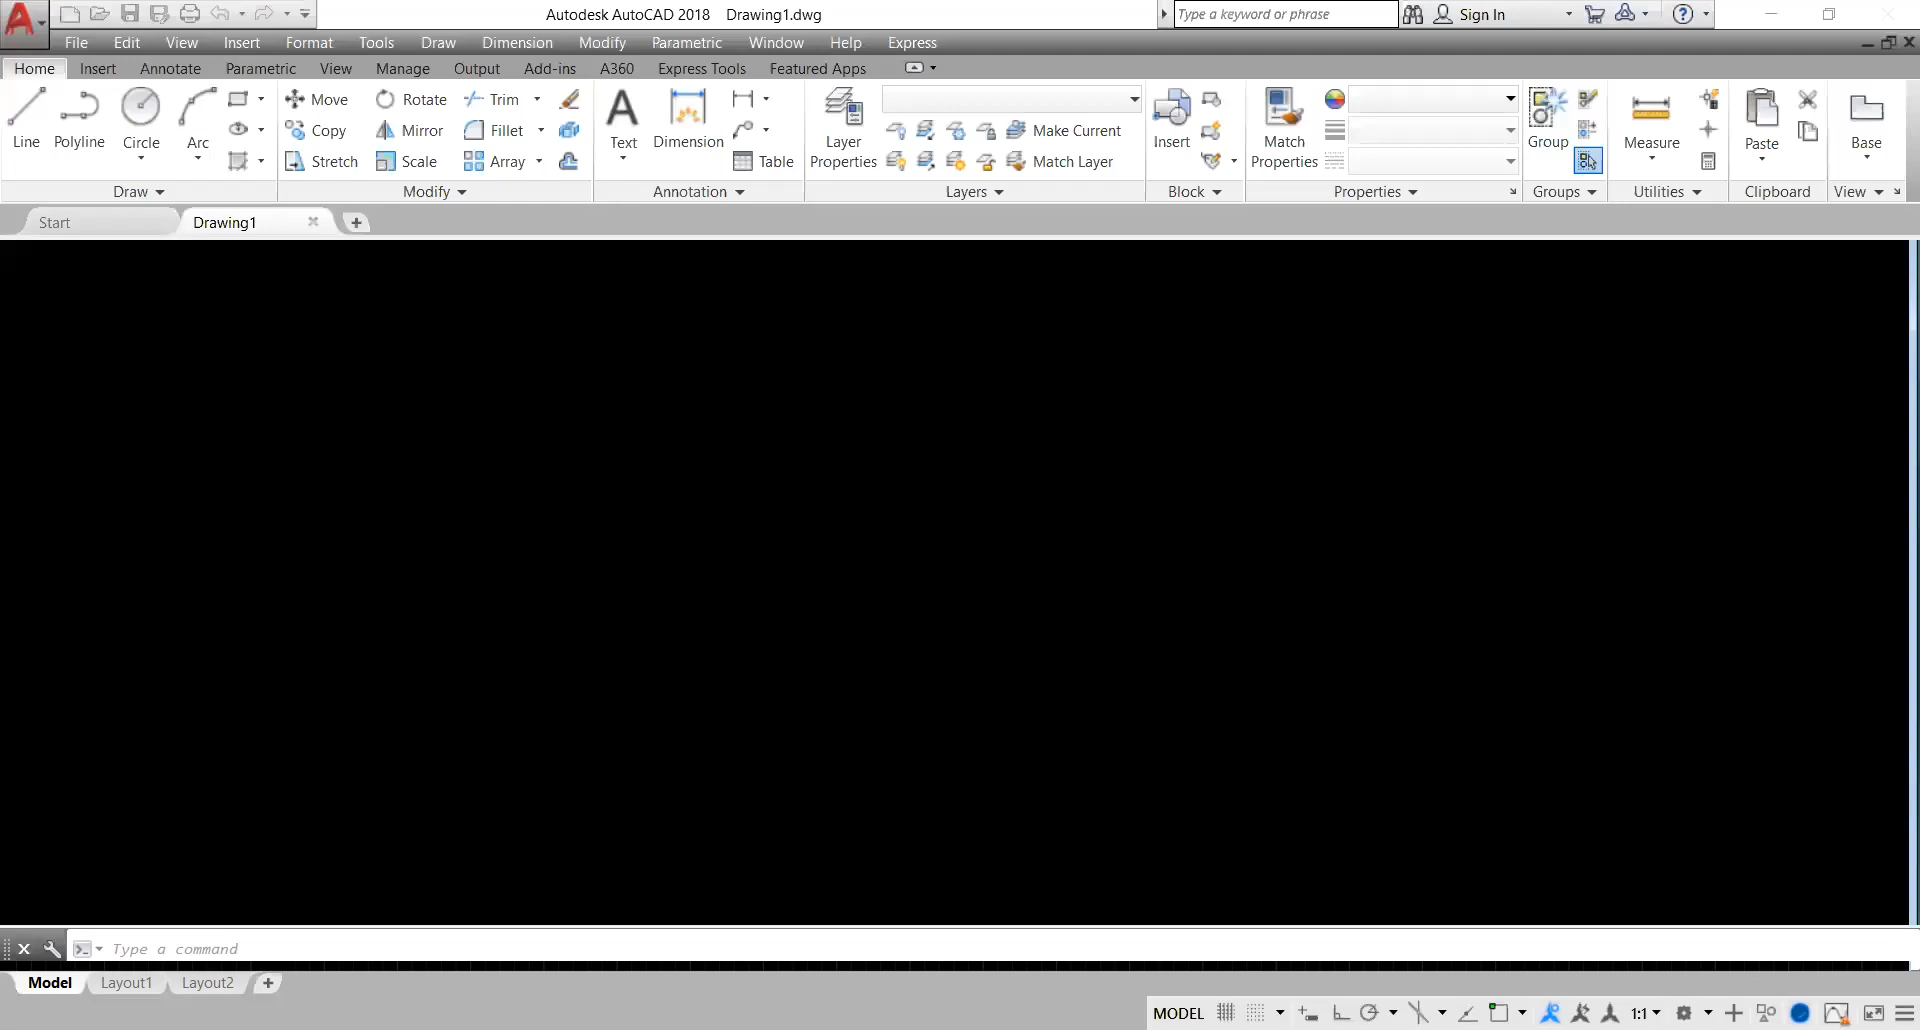 Autodesk AutoCAD 2018 Drawing1.dwg
Type a keyword or phrase
Sign In
File Edit View Insert Format Tools Draw Dimension Modify Parametric Window Help Express
Home Insert Annotate Parametric View Manage Output Add-ins A360 Express Tools Featured Apps
Line Polyline Circle Arc
Move Rotate Trim
Copy Mirror Fillet
Stretch Scale Array
Text Dimension Table
Layer Properties
Make Current
Match Layer
Insert
Match Properties
Group
Measure
Paste
Base
Draw Modify Annotation Layers Block Properties Groups Utilities Clipboard View
Start Drawing1
Type a command
Model Layout1 Layout2
MODEL 1:1